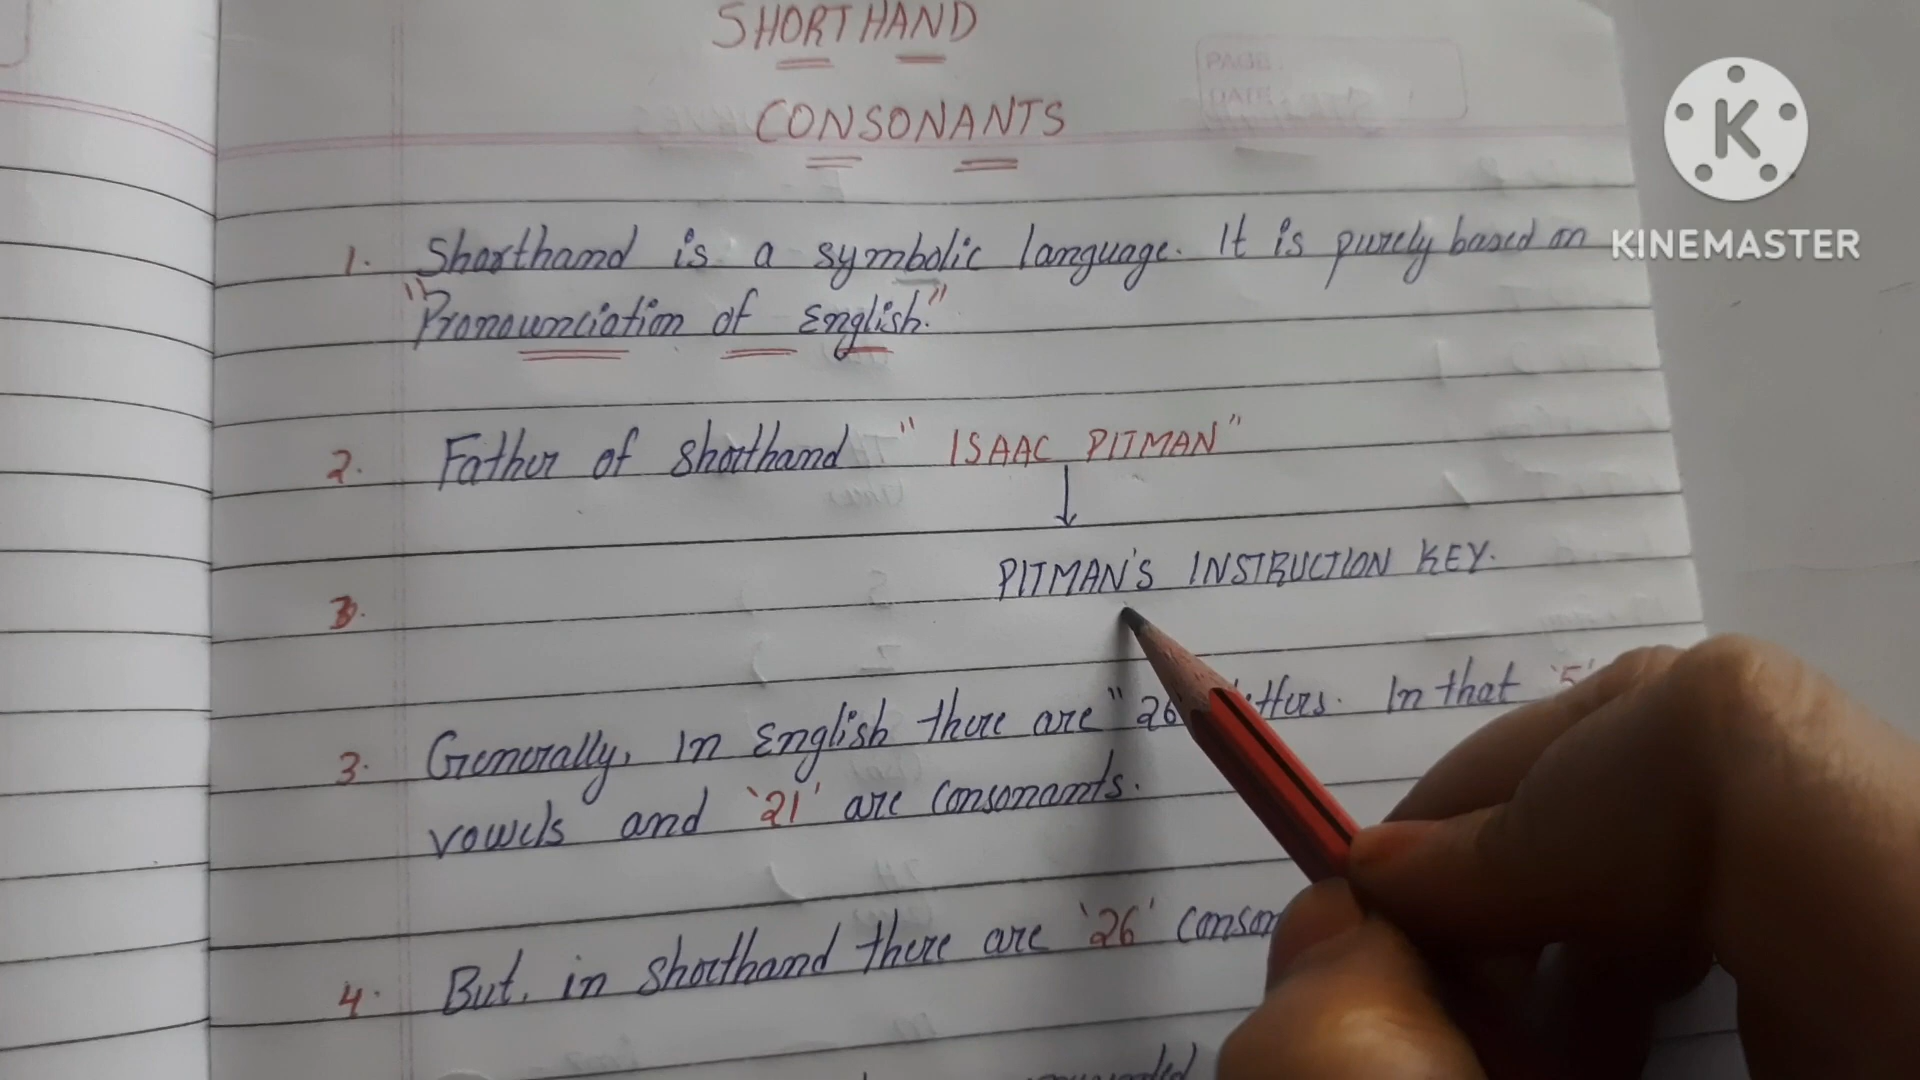 SHORTHAND
PAGE:
DATE:
CONSONANTS
K
KINEMASTER
1. Shorthand is a symbolic language. It is purely based on
"Pronounciation of English."
2. Father of shorthand "ISAAC PITMAN"
3. PITMAN'S INSTRUCTION KEY.
3. Generally, in English there are "26 In that '5'
vowels and '21' are consonants.
4. But, in shorthand there are '26'